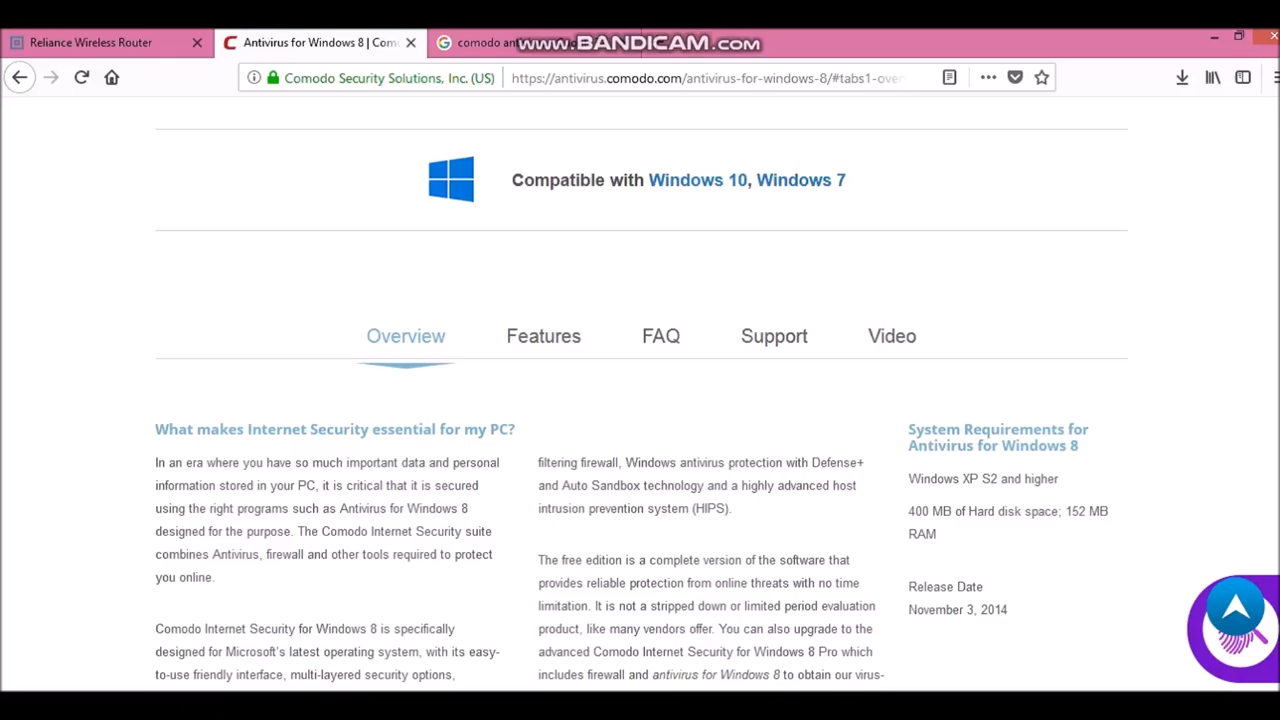 Reliance Wireless Router
Antivirus for Windows 8 | Com
comodo an
www.BANDICAM.com
Comodo Security Solutions, Inc. (US)
https://antivirus.comodo.com/antivirus-for-windows-8/#tabs1-over
Compatible with Windows 10, Windows 7
Overview
Features
FAQ
Support
Video
What makes Internet Security essential for my PC?
In an era where you have so much important data and personal
information stored in your PC, it is critical that it is secured
using the right programs such as Antivirus for Windows 8
designed for the purpose. The Comodo Internet Security suite
combines Antivirus, firewall and other tools required to protect
you online.
Comodo Internet Security for Windows 8 is specifically
designed for Microsoft's latest operating system, with its easy-
to-use friendly interface, multi-layered security options,
filtering firewall, Windows antivirus protection with Defense+
and Auto Sandbox technology and a highly advanced host
intrusion prevention system (HIPS).
The free edition is a complete version of the software that
provides reliable protection from online threats with no time
limitation. It is not a stripped down or limited period evaluation
product, like many vendors offer. You can also upgrade to the
advanced Comodo Internet Security for Windows 8 Pro which
includes firewall and antivirus for Windows 8 to obtain our virus-
System Requirements for
Antivirus for Windows 8
Windows XP S2 and higher
400 MB of Hard disk space; 152 MB
RAM
Release Date
November 3, 2014